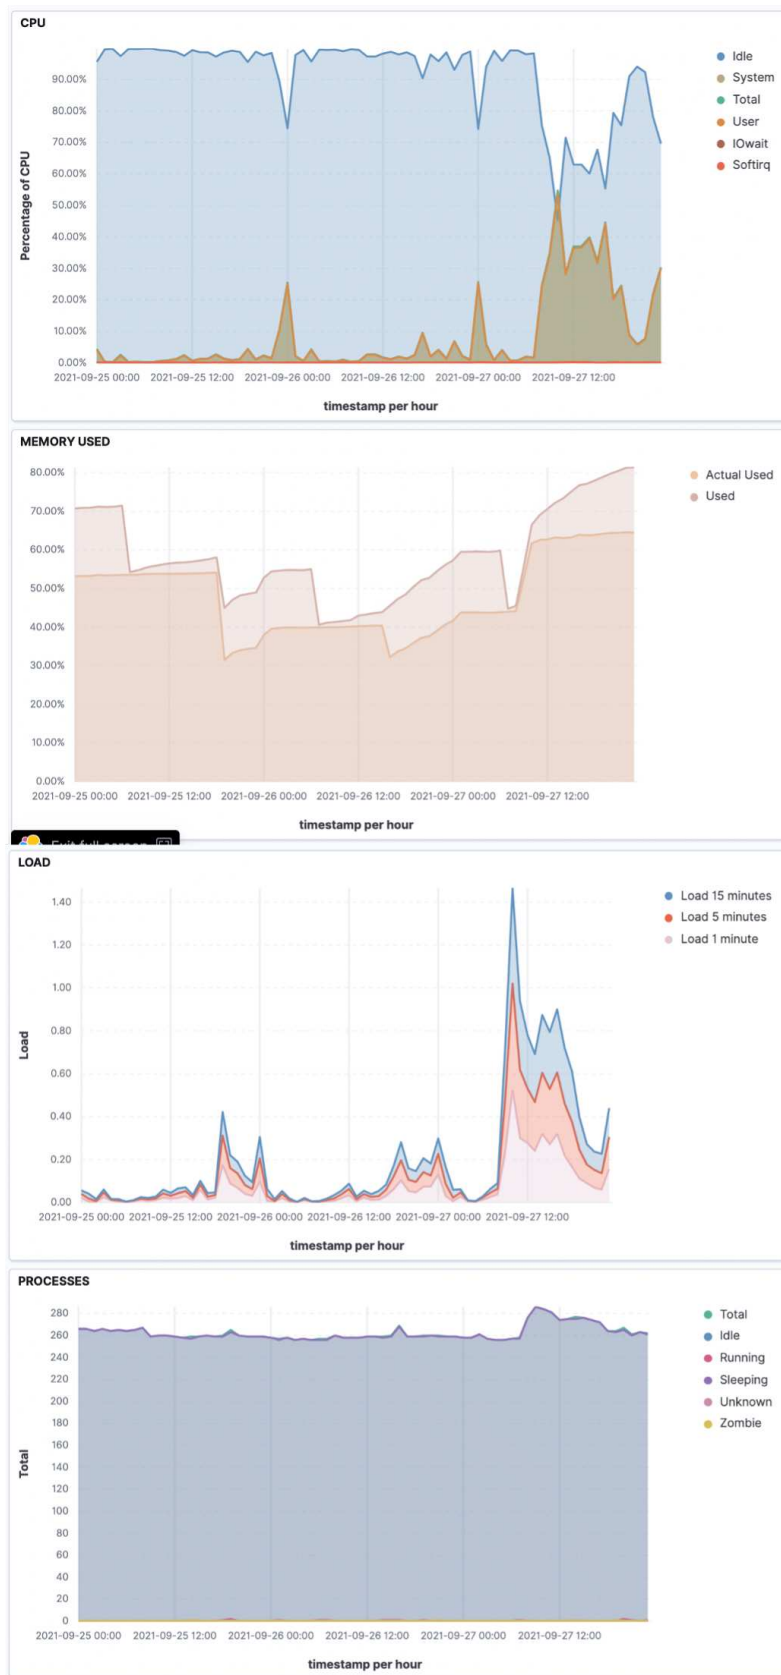 CPU
90.00%
80.00%
70.00%
60.00%
50.00%
40.00%
30.00%
20.00%
10.00%
0.00%
Percentage of CPU
2021-09-25 00:00 2021-09-25 12:00 2021-09-26 00:00 2021-09-26 12:00 2021-09-27 00:00 2021-09-27 12:00
timestamp per hour
Idle
System
Total
User
IOwait
Softirq
MEMORY USED
80.00%
70.00%
60.00%
50.00%
40.00%
30.00%
20.00%
10.00%
0.00%
2021-09-25 00:00 2021-09-25 12:00 2021-09-26 00:00 2021-09-26 12:00 2021-09-27 00:00 2021-09-27 12:00
timestamp per hour
Actual Used
Used
Exit full screen
LOAD
1.40
1.20
1.00
0.80
0.60
0.40
0.20
0.00
Load
2021-09-25 00:00 2021-09-25 12:00 2021-09-26 00:00 2021-09-26 12:00 2021-09-27 00:00 2021-09-27 12:00
timestamp per hour
Load 15 minutes
Load 5 minutes
Load 1 minute
PROCESSES
280
260
240
220
200
180
160
140
120
100
80
60
40
20
0
Total
2021-09-25 00:00 2021-09-25 12:00 2021-09-26 00:00 2021-09-26 12:00 2021-09-27 00:00 2021-09-27 12:00
timestamp per hour
Total
Idle
Running
Sleeping
Unknown
Zombie